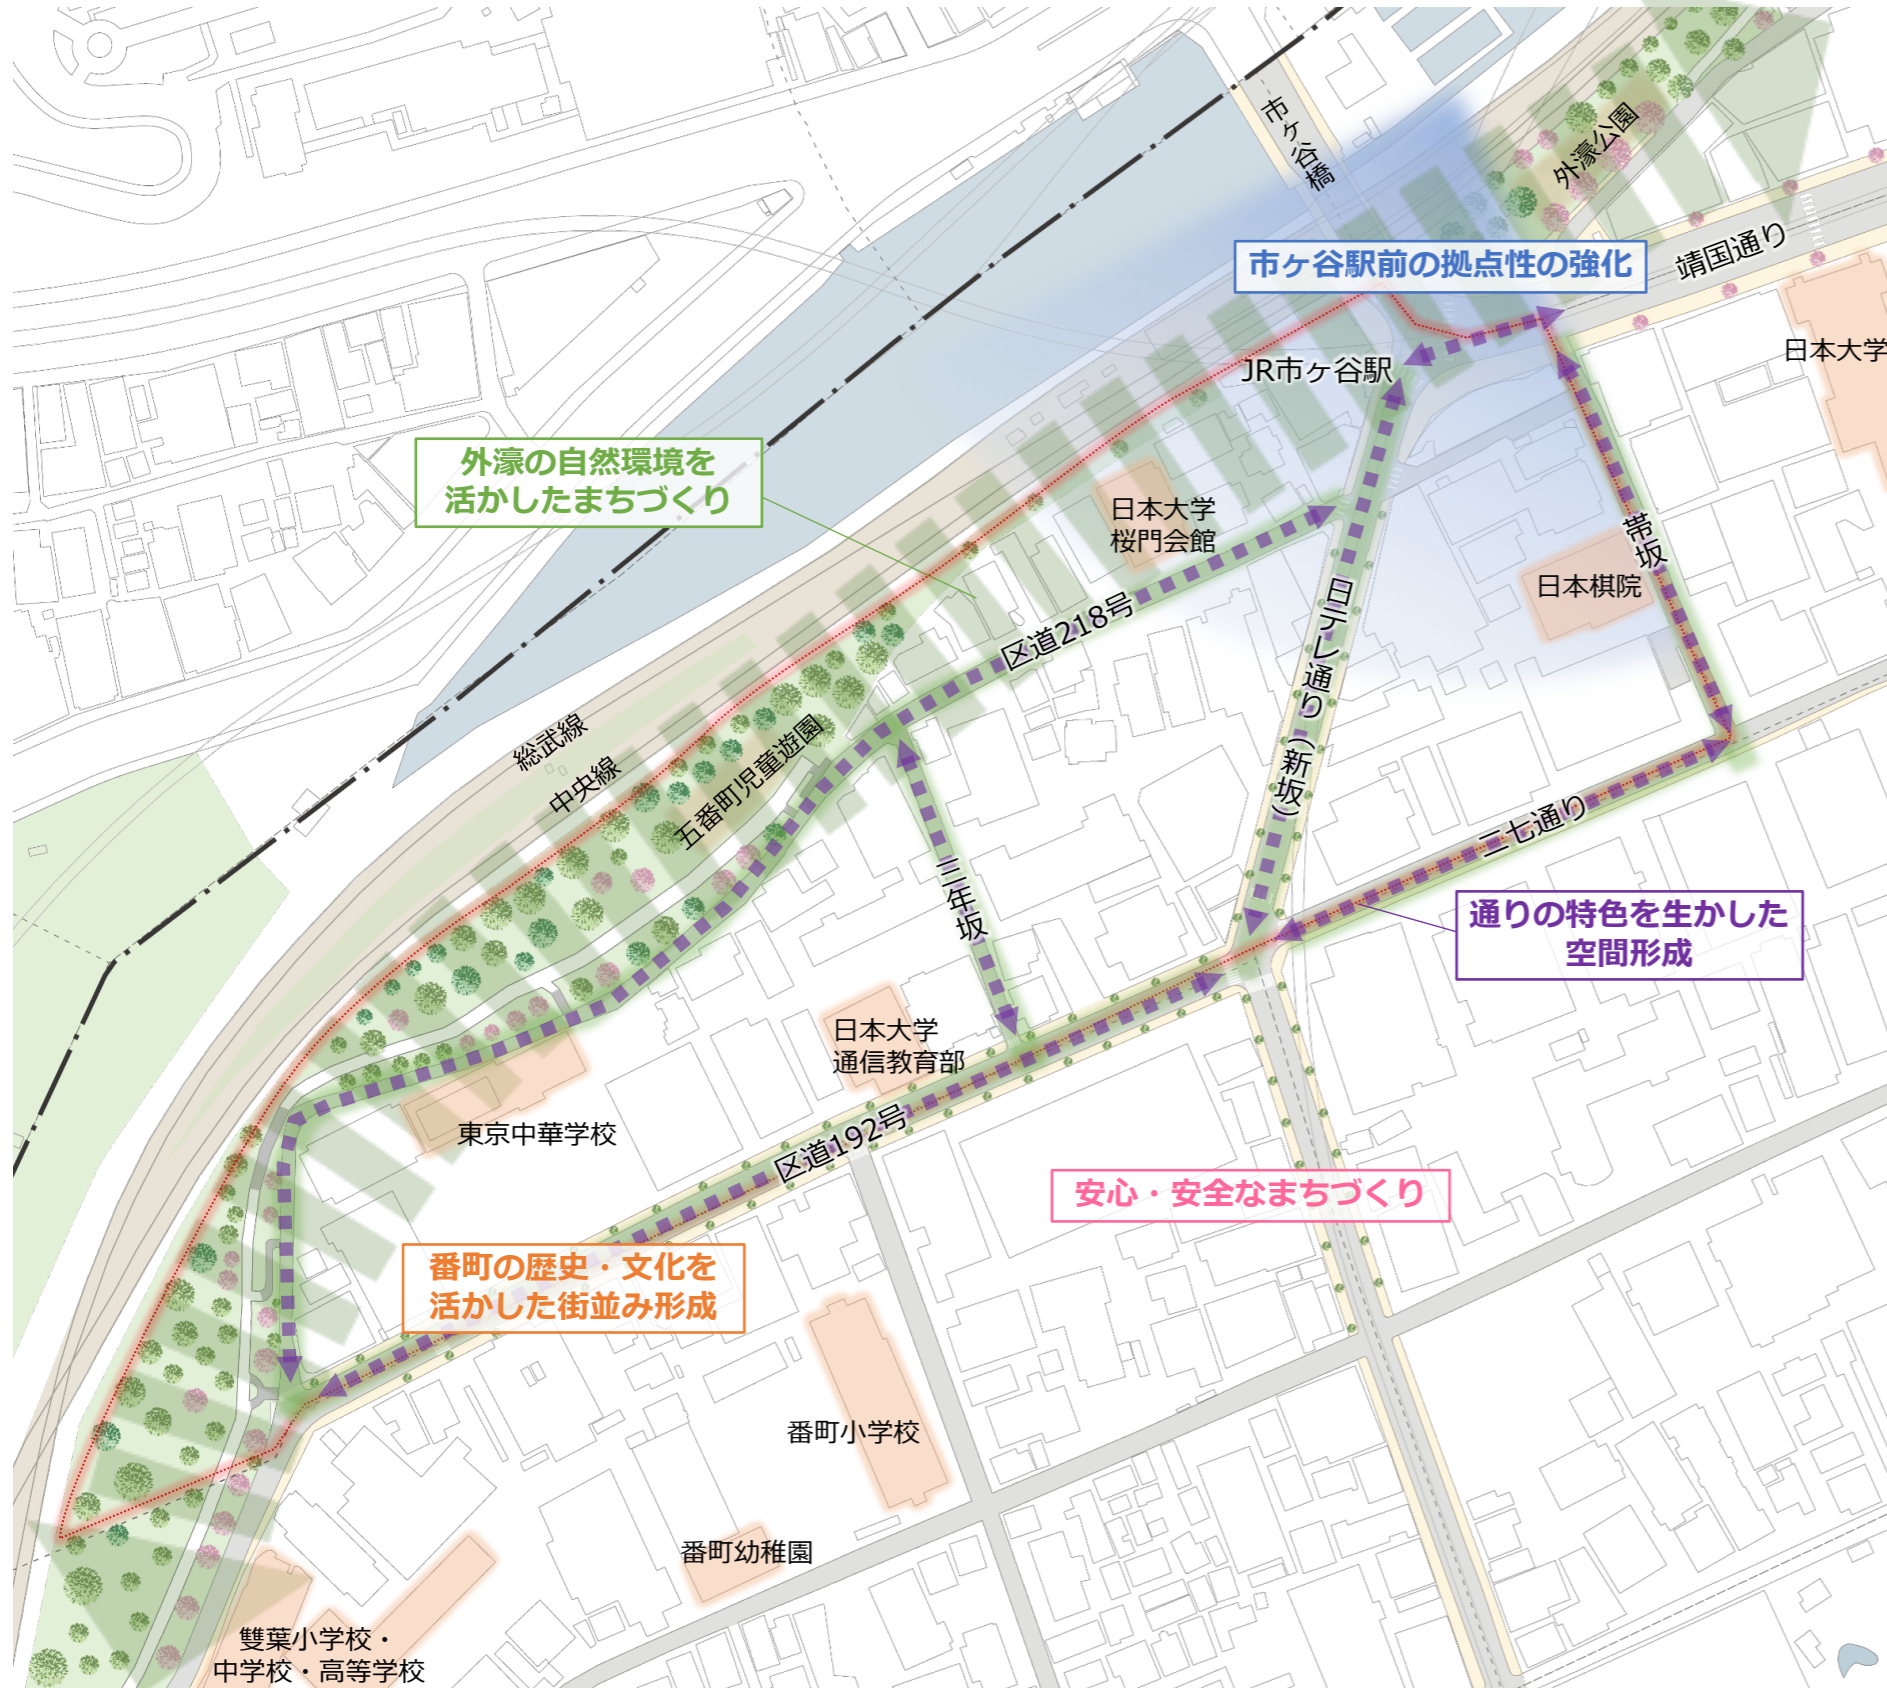 市ヶ谷橋
外濠公園
市ヶ谷駅前の拠点性の強化
靖国通り
日本大学
JR市ヶ谷駅
外濠の自然環境を
活かしたまちづくり
日本大学
桜門会館
帯坂
日本棋院
区道218号
日テレ通り(新坂)
総武線
中央線
五番町児童遊園
三年坂
二七通り
通りの特色を生かした
空間形成
日本大学
通信教育部
東京中華学校
区道192号
安心・安全なまちづくり
番町の歴史・文化を
活かした街並み形成
番町小学校
番町幼稚園
雙葉小学校・
中学校・高等学校